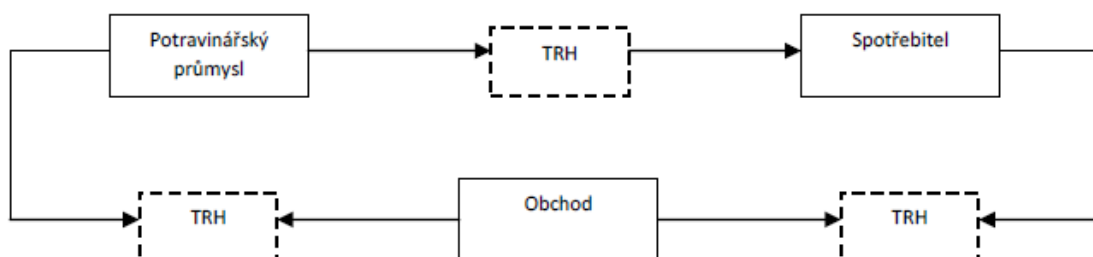 Potravinářský
průmysl
TRH
Spotřebitel
TRH
Obchod
TRH